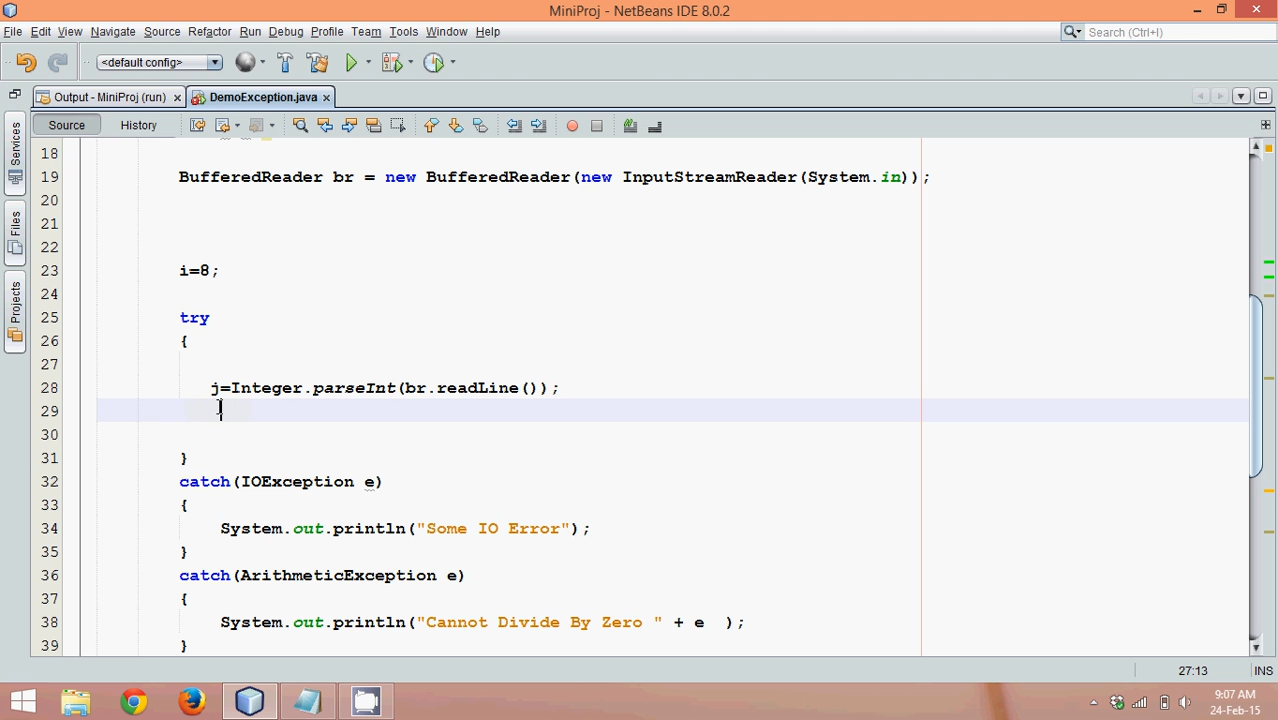 MiniProj - NetBeans IDE 8.0.2
File Edit View Navigate Source Refactor Run Debug Profile Team Tools Window Help
Search (Ctrl+I)
<default config>
Output - MiniProj (run)
DemoException.java
Source History
Services
Files
Projects
18
19 BufferedReader br = new BufferedReader(new InputStreamReader(System.in));
20
21
22
23 i=8;
24
25 try
26 {
27
28 j=Integer.parseInt(br.readLine());
29
30
31 }
32 catch(IOException e)
33 {
34 System.out.println("Some IO Error");
35 }
36 catch(ArithmeticException e)
37 {
38 System.out.println("Cannot Divide By Zero " + e );
39 }
27:13 INS
9:07 AM
24-Feb-15